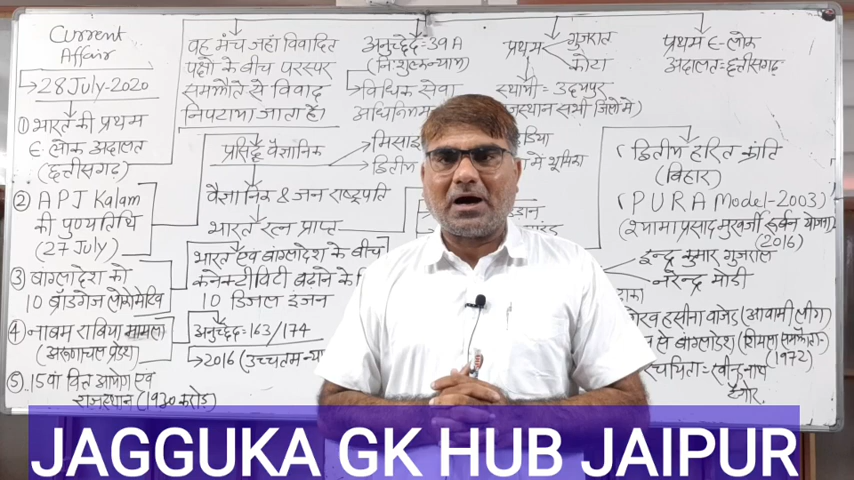 Current
Affair
28 July-2020
① भारत की प्रथम
e लोक अदालत
(छत्तीसगढ़)
② A P J Kalam
की पुण्यतिथि
(27 July)
③ बांग्लादेश को
10 ब्रॉडगेज लोकोमोटिव
④ नाबम राबिया मामला
(अरूणाचल प्रदेश)
⑤ 15वां वित्त आयोग एवं
राजस्थान (1930 करोड़)
वह मंच जहां विवादित
पक्षों के बीच परस्पर
समझौते से विवाद
निपटाया जाता है।
प्रसिद्ध वैज्ञानिक
वैज्ञानिक & जन राष्ट्रपति
भारत रत्न प्राप्त
भारत एवं बांग्लादेश के बीच
कनेक्टीविटी बढ़ाने के
10 डिजल इंजन
अनुच्छेद = 163/174
2016 (उच्चतम
अनुच्छेद = 39A
(नि:शुल्क न्याय)
विधिक सेवा
अधिनियम
द्वितीय
में भूमिका
प्रथम
गुजरात
कोटा
स्थायी = उदयपुर
सभी जिलो में)
प्रथम e-लोक
अदालत = छत्तीसगढ़
द्वितीय हरित क्रांति
(बिहार)
(PURA Model-2003)
(श्यामा प्रसाद मुखर्जी रूर्बन योजना)
(2016)
इन्द्र कुमार गुजराल
नरेन्द्र मोदी
हसीना वाजेद (आवामी लीग)
बांग्लादेश (शिमला समझौता-
(1972)
रचयिता = रवीन्द्र नाथ
टैगोर.
JAGGUKA GK HUB JAIPUR